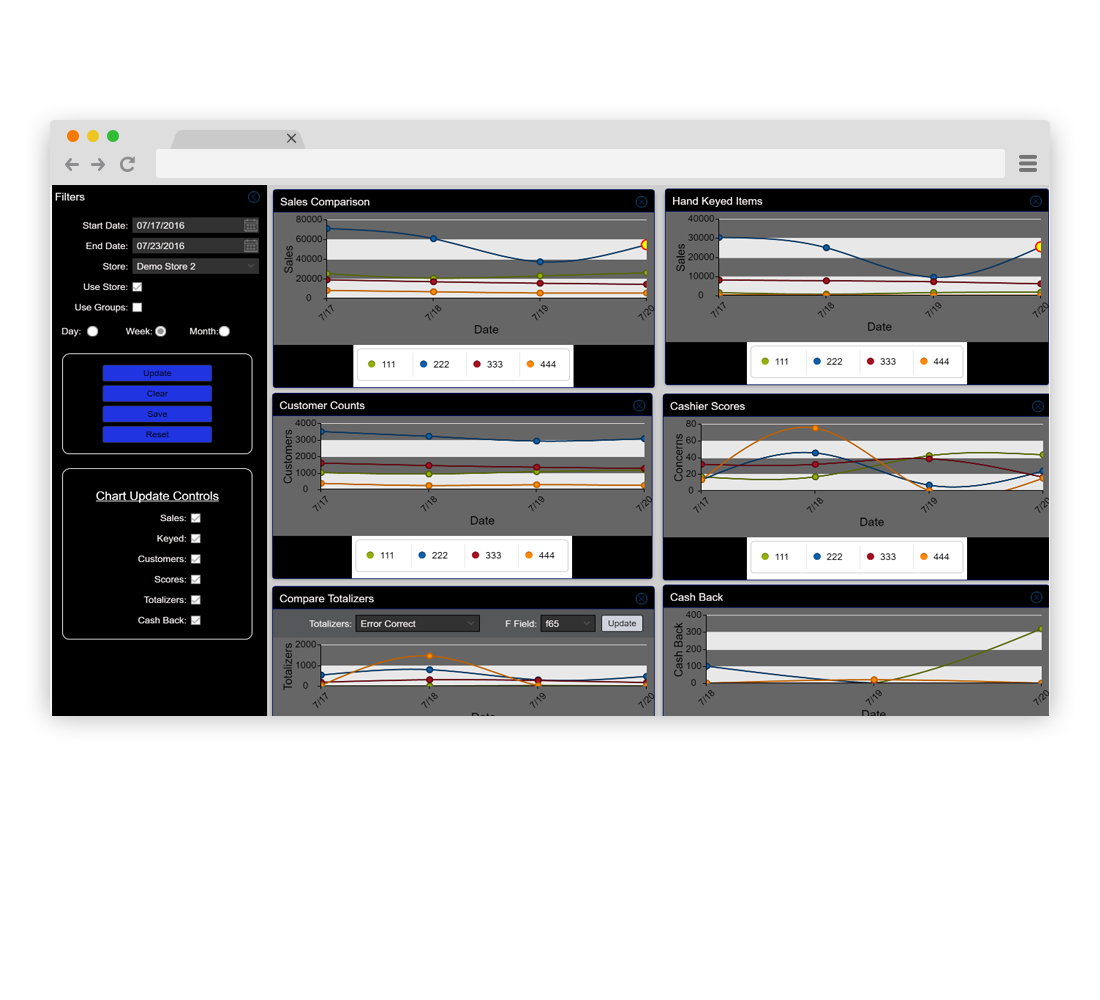 Filters
Start Date: 07/17/2016
End Date: 07/23/2016
Store: Demo Store 2
Use Store:
Use Groups:
Day: Week: Month:
Update
Clear
Save
Reset
Chart Update Controls
Sales:
Keyed:
Customers:
Scores:
Totalizers:
Cash Back:
Sales Comparison
80000
60000
40000
20000
0
Sales
7/17 7/18 7/19 7/20
Date
111 222 333 444
Hand Keyed Items
40000
30000
20000
10000
0
Sales
7/17 7/18 7/19 7/20
Date
111 222 333 444
Customer Counts
4000
3000
2000
1000
0
Customers
7/17 7/18 7/19 7/20
Date
111 222 333 444
Cashier Scores
80
60
40
20
0
Concerns
7/17 7/18 7/19 7/20
Date
111 222 333 444
Compare Totalizers
Totalizers: Error Correct F Field: f65 Update
2000
1000
0
Totalizers
7/17 7/18 7/19 7/20
Date
Cash Back
400
300
200
100
0
Cash Back
7/18 7/19 7/20
Date